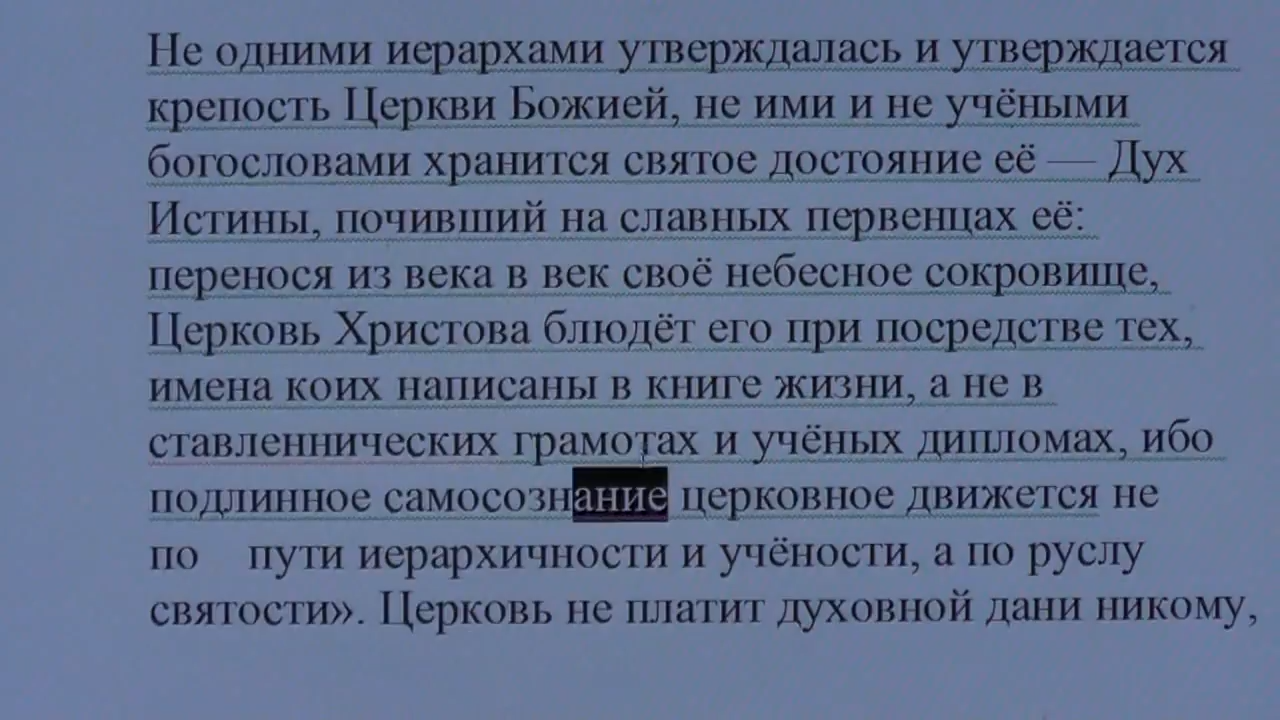 Не одними иерархами утверждалась и утверждается
крепость Церкви Божией, не ими и не учёными
богословами хранится святое достояние её — Дух
Истины, почивший на славных первенцах её:
перенося из века в век своё небесное сокровище,
Церковь Христова блюдёт его при посредстве тех,
имена коих написаны в книге жизни, а не в
ставленнических грамотах и учёных дипломах, ибо
подлинное самосознание церковное движется не
по пути иерархичности и учёности, а по руслу
святости». Церковь не платит духовной дани никому,